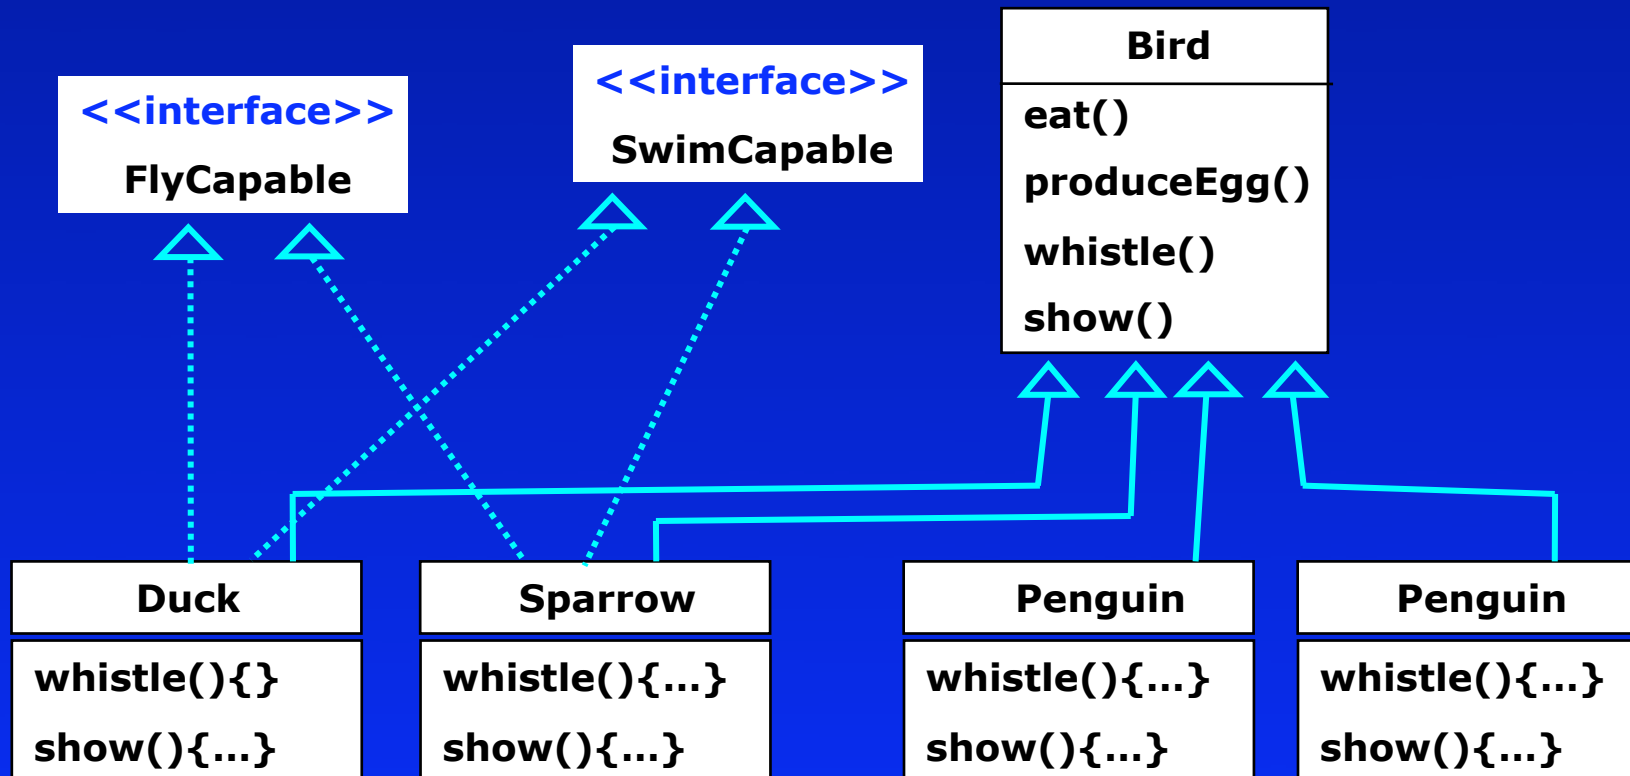 <<interface>>
FlyCapable
<<interface>>
SwimCapable
Bird
eat()
produceEgg()
whistle()
show()
Duck
whistle(){}
show(){...}
Sparrow
whistle(){...}
show(){...}
Penguin
whistle(){...}
show(){...}
Penguin
whistle(){...}
show(){...}